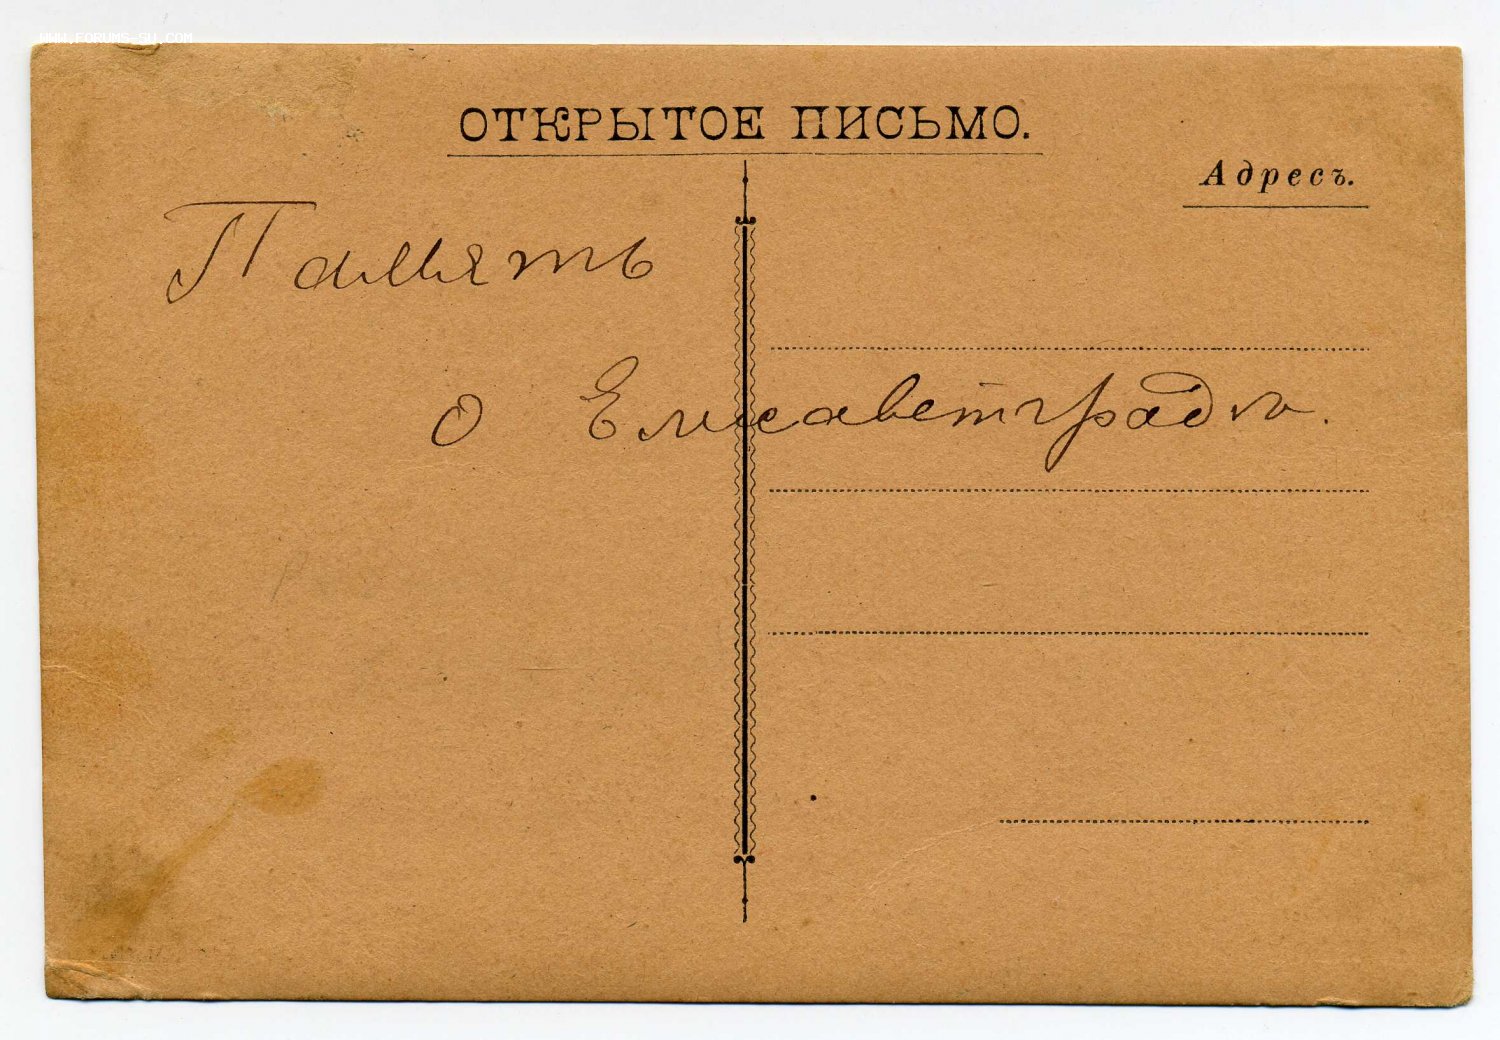 WWW.FORUMS-SU.COM
ОТКРЫТОЕ ПИСЬМО.
Адресъ.
Память
о Елисаветградѣ.